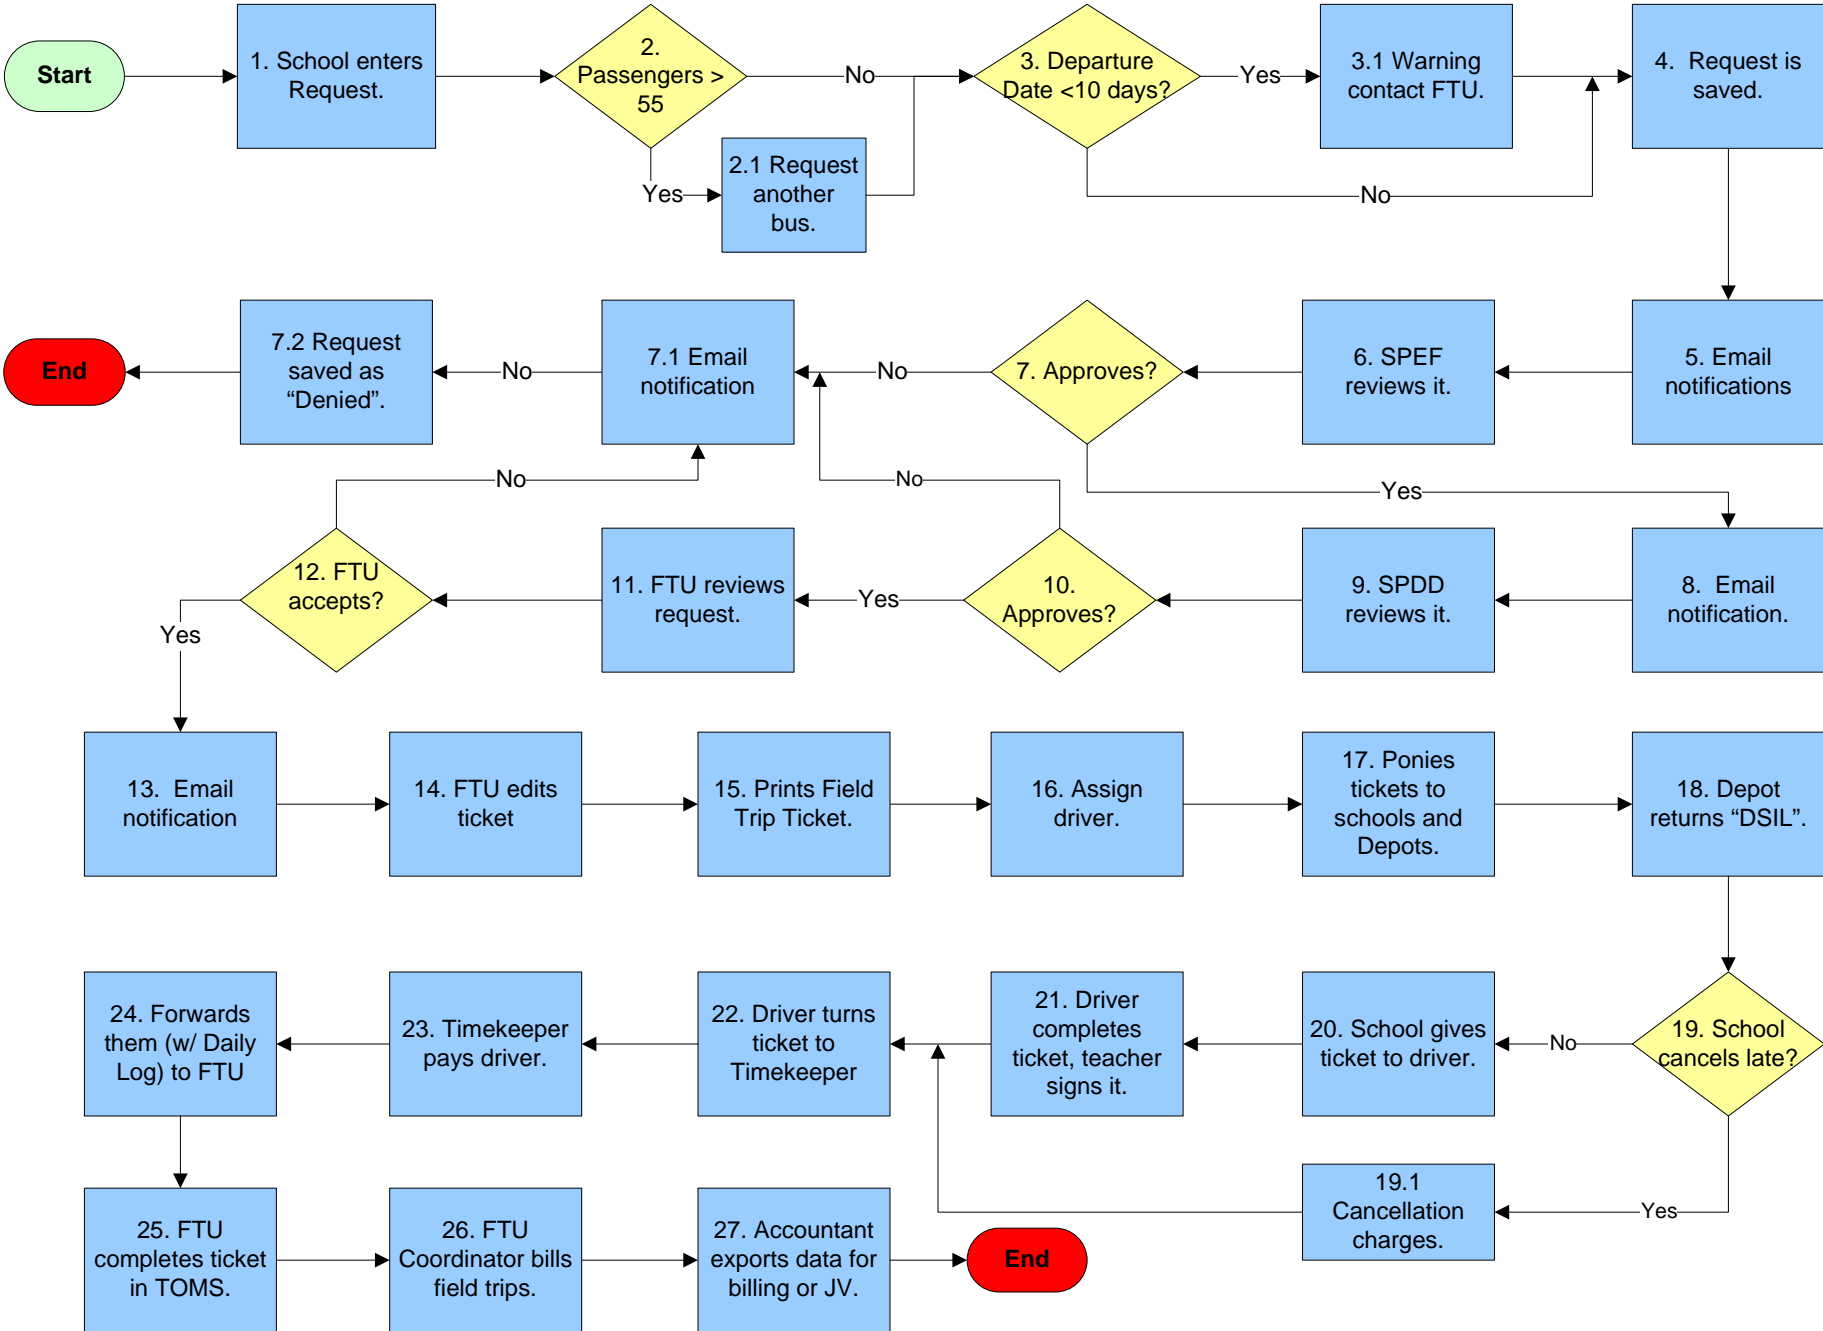 Start
1. School enters
Request.
2.
Passengers >
55
No
3. Departure
Date <10 days?
Yes
3.1 Warning
contact FTU.
4.  Request is
saved.
Yes
2.1 Request
another
bus.
No
End
7.2 Request
saved as
“Denied”.
No
7.1 Email
notification
No
7. Approves?
6. SPEF
reviews it.
5. Email
notifications
No
No
Yes
12. FTU
accepts?
11. FTU reviews
request.
Yes
10.
Approves?
9. SPDD
reviews it.
8.  Email
notification.
Yes
13.  Email
notification
14. FTU edits
ticket
15. Prints Field
Trip Ticket.
16. Assign
driver.
17. Ponies
tickets to
schools and
Depots.
18. Depot
returns “DSIL”.
24. Forwards
them (w/ Daily
Log) to FTU
23. Timekeeper
pays driver.
22. Driver turns
ticket to
Timekeeper
21. Driver
completes
ticket, teacher
signs it.
20. School gives
ticket to driver.
No
19. School
cancels late?
19.1
Cancellation
charges.
Yes
25. FTU
completes ticket
in TOMS.
26. FTU
Coordinator bills
field trips.
27. Accountant
exports data for
billing or JV.
End